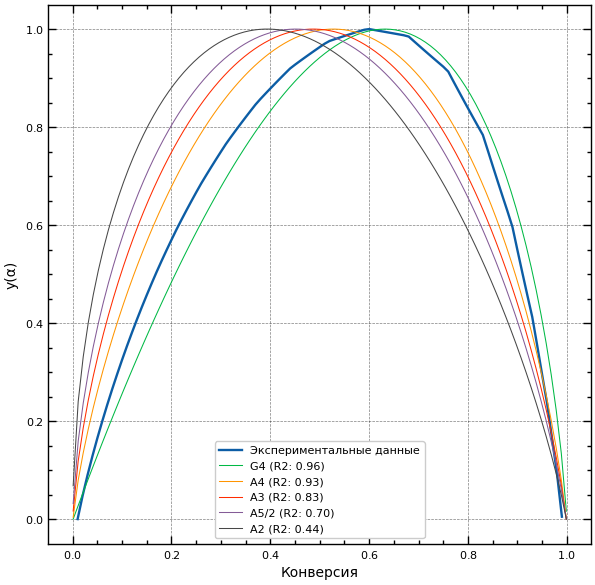 1.0
0.8
0.6
0.4
0.2
0.0
y(α)
Экспериментальные данные
G4 (R2: 0.96)
A4 (R2: 0.93)
A3 (R2: 0.83)
A5/2 (R2: 0.70)
A2 (R2: 0.44)
0.0 0.2 0.4 0.6 0.8 1.0
Конверсия